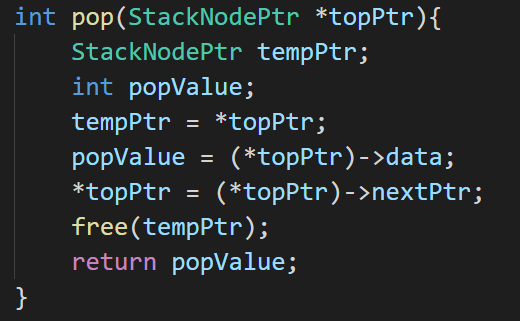 int pop(StackNodePtr *topPtr){
    StackNodePtr tempPtr;
    int popValue;
    tempPtr = *topPtr;
    popValue = (*topPtr)->data;
    *topPtr = (*topPtr)->nextPtr;
    free(tempPtr);
    return popValue;
}